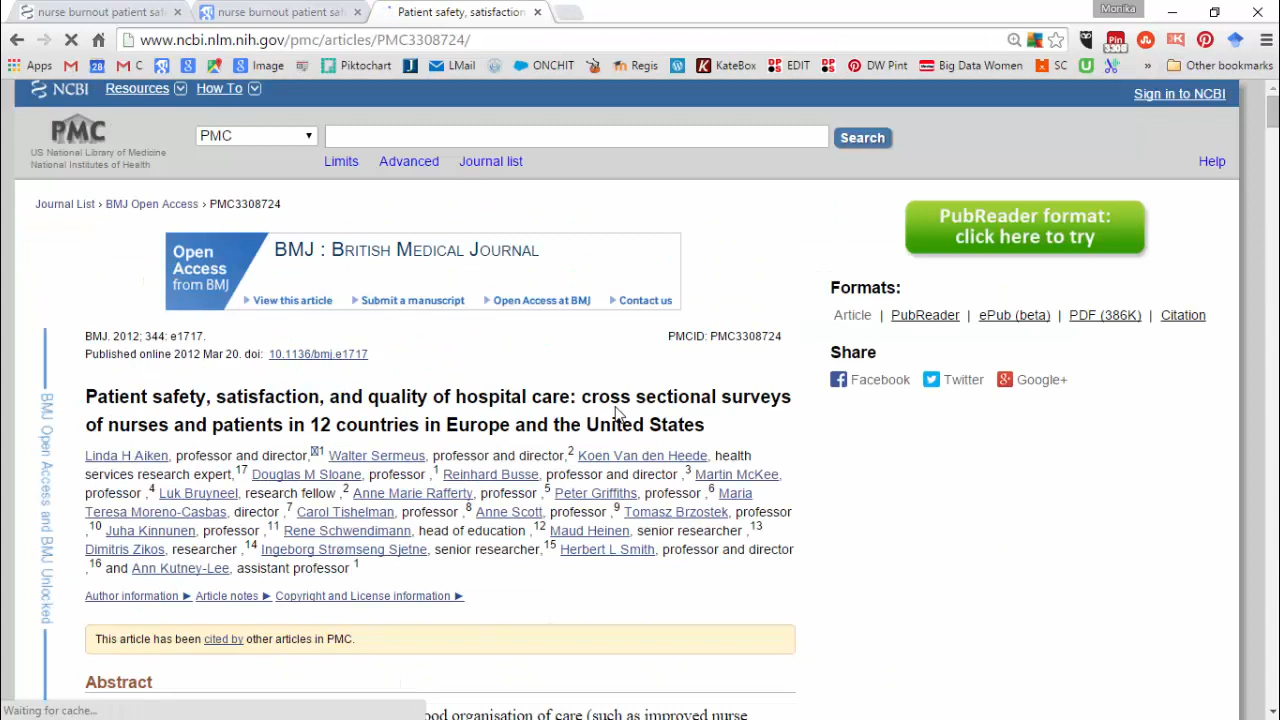 nurse burnout patient saf
nurse burnout patient saf
Patient safety, satisfaction
Monika
www.ncbi.nlm.nih.gov/pmc/articles/PMC3308724/
Apps
Image
Piktochart
LMail
ONCHIT
Regis
KateBox
EDIT
DW Pint
Big Data Women
SC
Other bookmarks
NCBI Resources How To Sign in to NCBI
PMC
US National Library of Medicine
National Institutes of Health
PMC
Search
Limits Advanced Journal list Help
Journal List > BMJ Open Access > PMC3308724
PubReader format:
click here to try
Open
Access
from BMJ
BMJ : British Medical Journal
View this article Submit a manuscript Open Access at BMJ Contact us
Formats:
Article | PubReader | ePub (beta) | PDF (386K) | Citation
Share
Facebook Twitter Google+
BMJ. 2012; 344: e1717. PMCID: PMC3308724
Published online 2012 Mar 20. doi: 10.1136/bmj.e1717
BMJ Open Access and BMJ Unlocked
Patient safety, satisfaction, and quality of hospital care: cross sectional surveys
of nurses and patients in 12 countries in Europe and the United States
Linda H Aiken, professor and director,1 Walter Sermeus, professor and director,2 Koen Van den Heede, health
services research expert,17 Douglas M Sloane, professor ,1 Reinhard Busse, professor and director ,3 Martin McKee,
professor ,4 Luk Bruyneel, research fellow ,2 Anne Marie Rafferty, professor ,5 Peter Griffiths, professor ,6 Maria
Teresa Moreno-Casbas, director ,7 Carol Tishelman, professor ,8 Anne Scott, professor ,9 Tomasz Brzostek, professor
,10 Juha Kinnunen, professor ,11 Rene Schwendimann, head of education ,12 Maud Heinen, senior researcher ,13
Dimitris Zikos, researcher ,14 Ingeborg Strømseng Sjetne, senior researcher,15 Herbert L Smith, professor and director
,16 and Ann Kutney-Lee, assistant professor 1
Author information ► Article notes ► Copyright and License information ►
This article has been cited by other articles in PMC.
Abstract
Waiting for cache...
ood organisation of care (such as improved nurse